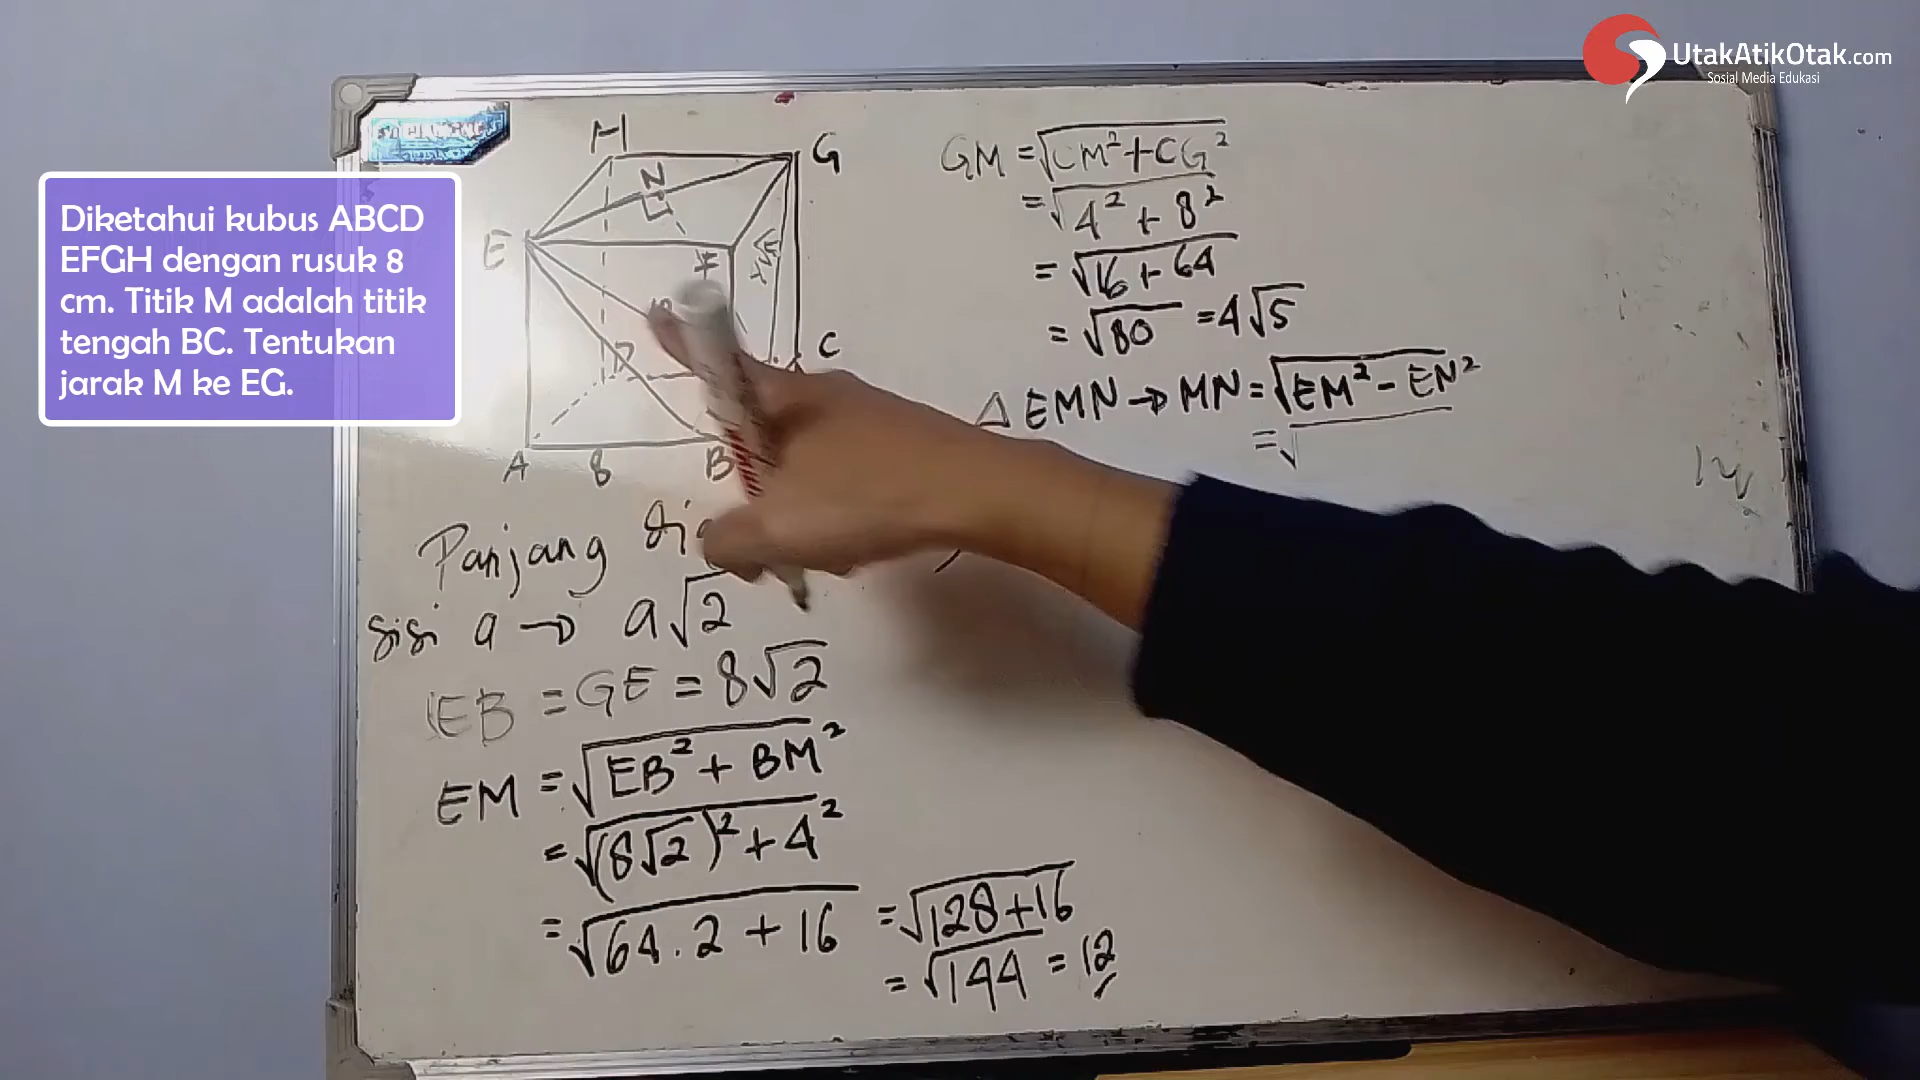 UtakAtikOtak.com
Sosial Media Edukasi
Diketahui kubus ABCD
EFGH dengan rusuk 8
cm. Titik M adalah titik
tengah BC. Tentukan
jarak M ke EG.
H
G
N
E
F
D
C
A
8
B
Panjang
sisi a → a√2
EB = GE = 8√2
EM = √EB² + BM²
= √(8√2)² + 4²
= √64.2 + 16
= √128+16
= √144 = 12
GM = √CM² + CG²
= √4² + 8²
= √16 + 64
= √80 = 4√5
△ EMN → MN = √EM² - EN²
= √